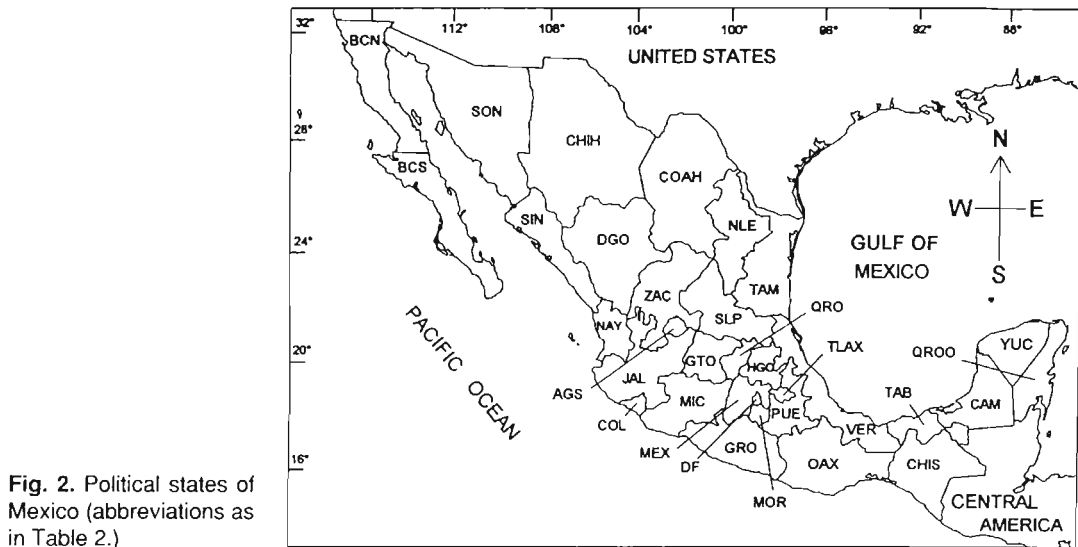 32°
112°
108°
104°
100°
96°
92°
88°
BCN
UNITED STATES
SON
28°
CHIH
N
BCS
COAH
W E
SIN
NLE
24°
DGO
GULF OF
MEXICO
S
ZAC
TAM
QRO
NAY
SLP
TLAX
YUC
QROO
20°
GTO
HGO
AGS
JAL
TAB
CAM
MIC
PUE
COL
VER
MEX
DF
GRO
OAX
CHIS
16°
MOR
PACIFIC OCEAN
CENTRAL
AMERICA
Fig. 2. Political states of
Mexico (abbreviations as
in Table 2.)